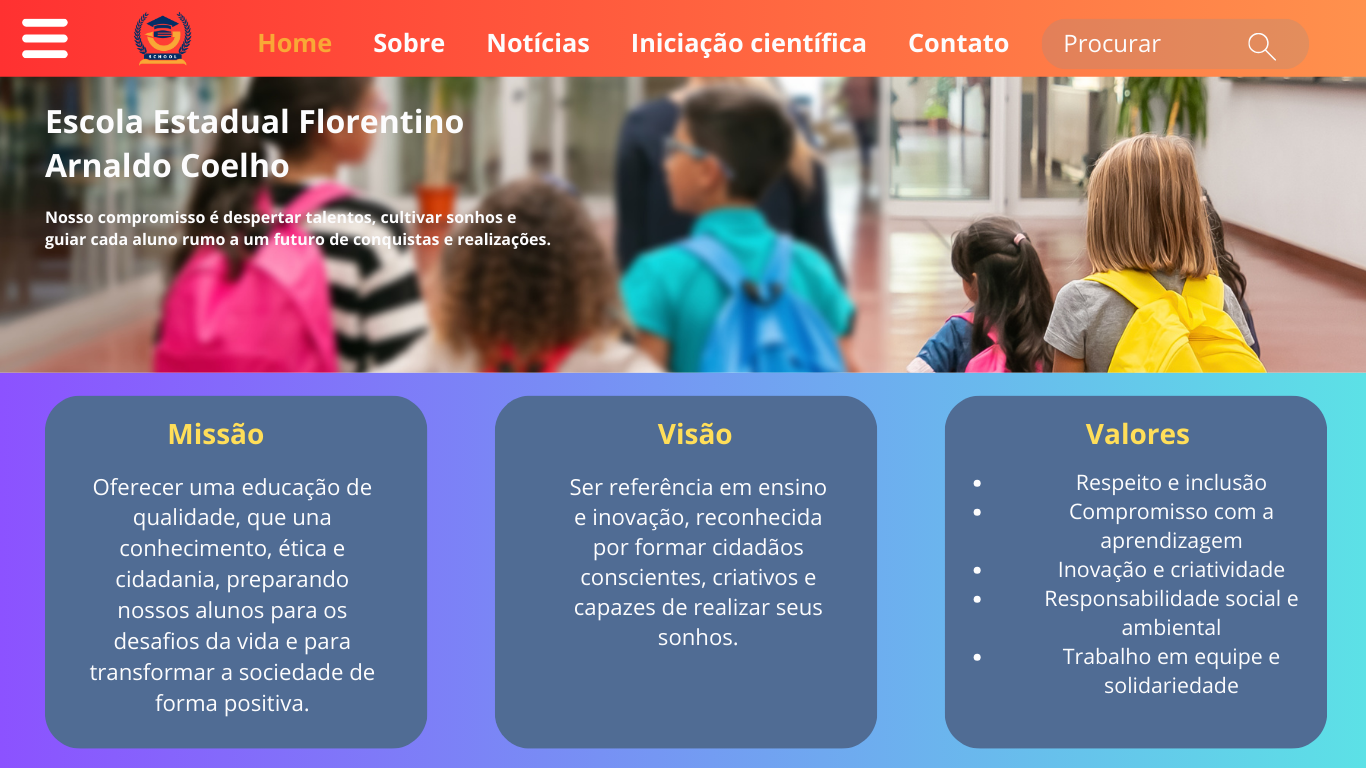 Home Sobre Notícias Iniciação científica Contato Procurar
SCHOOL
Escola Estadual Florentino
Arnaldo Coelho
Nosso compromisso é despertar talentos, cultivar sonhos e
guiar cada aluno rumo a um futuro de conquistas e realizações.
Missão
Oferecer uma educação de
qualidade, que una
conhecimento, ética e
cidadania, preparando
nossos alunos para os
desafios da vida e para
transformar a sociedade de
forma positiva.
Visão
Ser referência em ensino
e inovação, reconhecida
por formar cidadãos
conscientes, criativos e
capazes de realizar seus
sonhos.
Valores
• Respeito e inclusão
• Compromisso com a
aprendizagem
• Inovação e criatividade
• Responsabilidade social e
ambiental
• Trabalho em equipe e
solidariedade